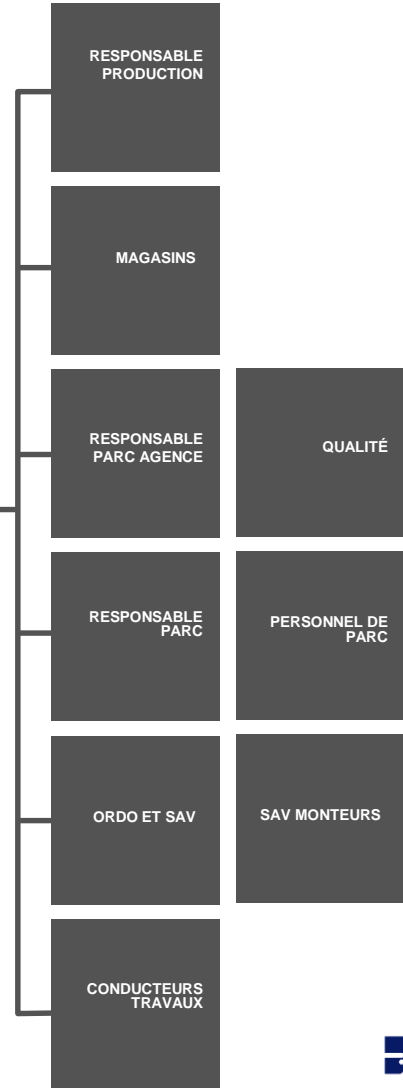 RESPONSABLE
PRODUCTION
MAGASINS
RESPONSABLE
PARC AGENCE
QUALITÉ
RESPONSABLE
PARC
PERSONNEL DE
PARC
ORDO ET SAV
SAV MONTEURS
CONDUCTEURS
TRAVAUX